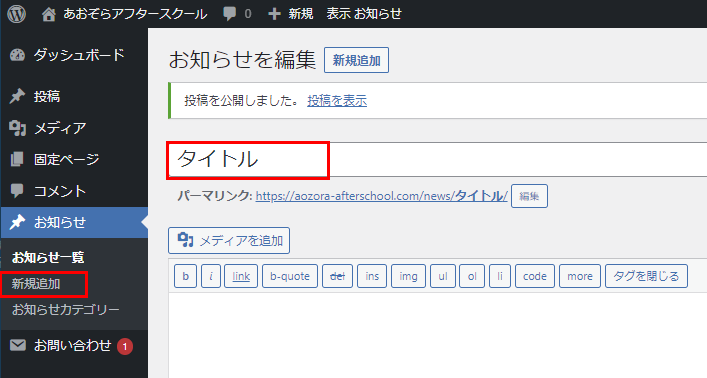 あおぞらアフタースクール 0 新規 表示 お知らせ
ダッシュボード
投稿
メディア
固定ページ
コメント
お知らせ
お知らせ一覧
新規追加
お知らせカテゴリー
お問い合わせ 1
お知らせを編集 新規追加
投稿を公開しました。 投稿を表示
タイトル
パーマリンク: https://aozora-afterschool.com/news/タイトル/ 編集
メディアを追加
b i link b-quote del ins img ul ol li code more タグを閉じる